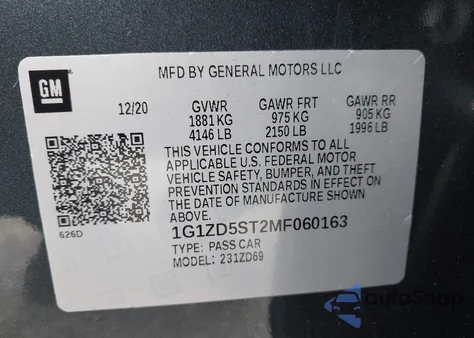 GM
MFD BY GENERAL MOTORS LLC
12/20 GVWR GAWR FRT GAWR RR
1881 KG 975 KG 905 KG
4146 LB 2150 LB 1996 LB
THIS VEHICLE CONFORMS TO ALL
APPLICABLE U.S. FEDERAL MOTOR
VEHICLE SAFETY, BUMPER, AND THEFT
PREVENTION STANDARDS IN EFFECT ON
THE DATE OF MANUFACTURE SHOWN
ABOVE.
626D
1G1ZD5ST2MF060163
TYPE: PASS CAR
MODEL: 231ZD69
autoSnap